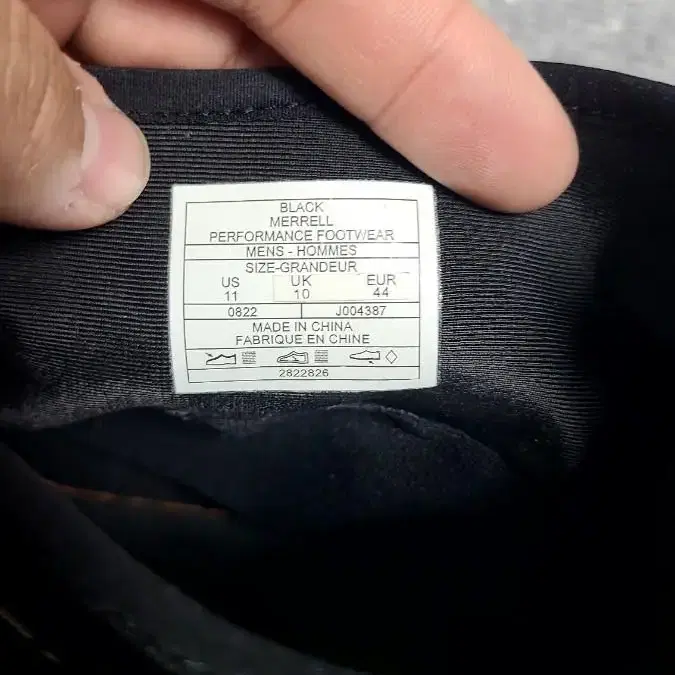 BLACK
MERRELL
PERFORMANCE FOOTWEAR
MENS - HOMMES
SIZE-GRANDEUR
US UK EUR
11 10 44
0822 J004387
MADE IN CHINA
FABRIQUE EN CHINE
2822826